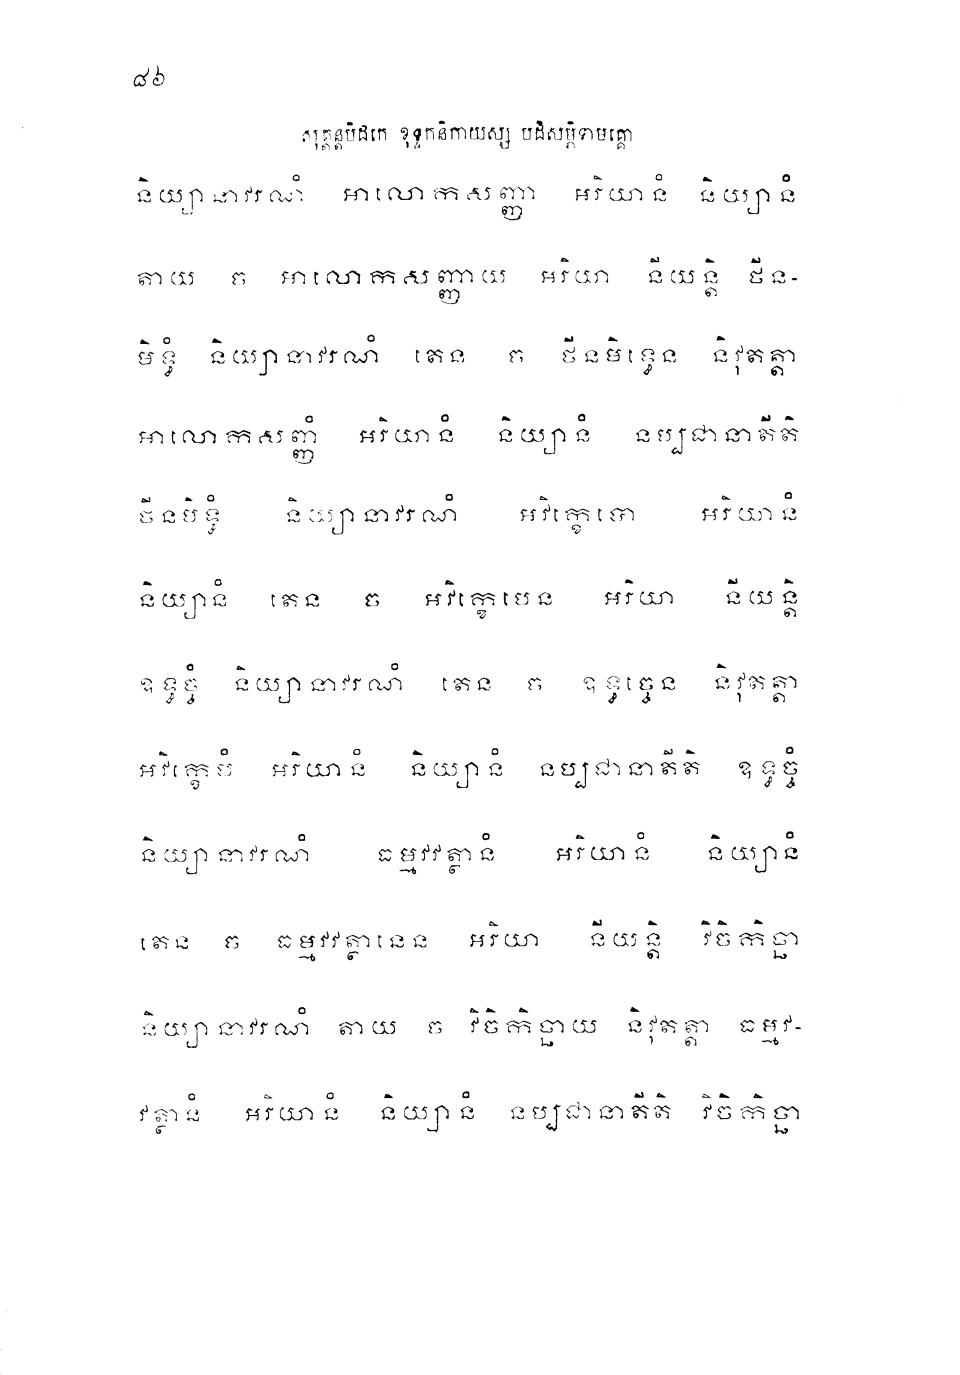 ៨៦
សុត្តន្តបិដកេ ខុទ្ទកនិកាយស្ស បដិសម្ភិទាមគ្គោ
និយ្យានាវរណំ អាលោកសញ្ញា អរិយានំ និយ្យានំ
តាយ ច អាលោកសញ្ញាយ អរិយា នីយន្តិ ថីន-
មិទ្ធំ និយ្យានាវរណំ តេន ច ថីនមិទ្ធេន និវុតត្តា
អាលោកសញ្ញំ អរិយានំ និយ្យានំ នប្បជានាតីតិ
ថីនមិទ្ធំ និយ្យានាវរណំ អវិក្ខេបោ អរិយានំ
និយ្យានំ តេន ច អវិក្ខេបេន អរិយា នីយន្តិ
ឧទ្ធច្ចំ និយ្យានាវរណំ តេន ច ឧទ្ធច្ចេន និវុតត្តា
អវិក្ខេបំ អរិយានំ និយ្យានំ នប្បជានាតីតិ ឧទ្ធច្ចំ
និយ្យានាវរណំ ធម្មវវត្ថានំ អរិយានំ និយ្យានំ
តេន ច ធម្មវវត្ថានេន អរិយា នីយន្តិ វិចិកិច្ឆា
និយ្យានាវរណំ តាយ ច វិចិកិច្ឆាយ និវុតត្តា ធម្មវ-
វត្ថានំ អរិយានំ និយ្យានំ នប្បជានាតីតិ វិចិកិច្ឆា